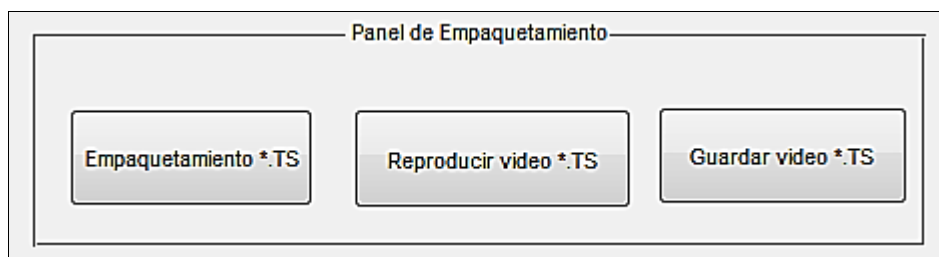 Panel de Empaquetamiento
Empaquetamiento *.TS
Reproducir video *.TS
Guardar video *.TS